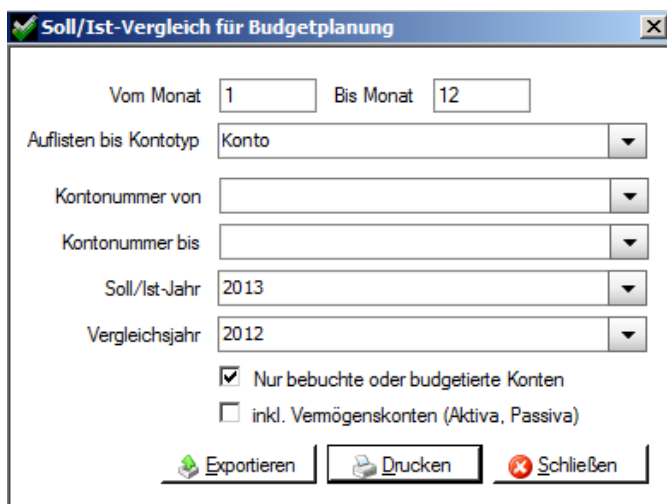 Soll/Ist-Vergleich für Budgetplanung
Vom Monat 1 Bis Monat 12
Auflisten bis Kontotyp Konto
Kontonummer von
Kontonummer bis
Soll/Ist-Jahr 2013
Vergleichsjahr 2012
Nur bebuchte oder budgetierte Konten
inkl. Vermögenskonten (Aktiva, Passiva)
Exportieren Drucken Schließen